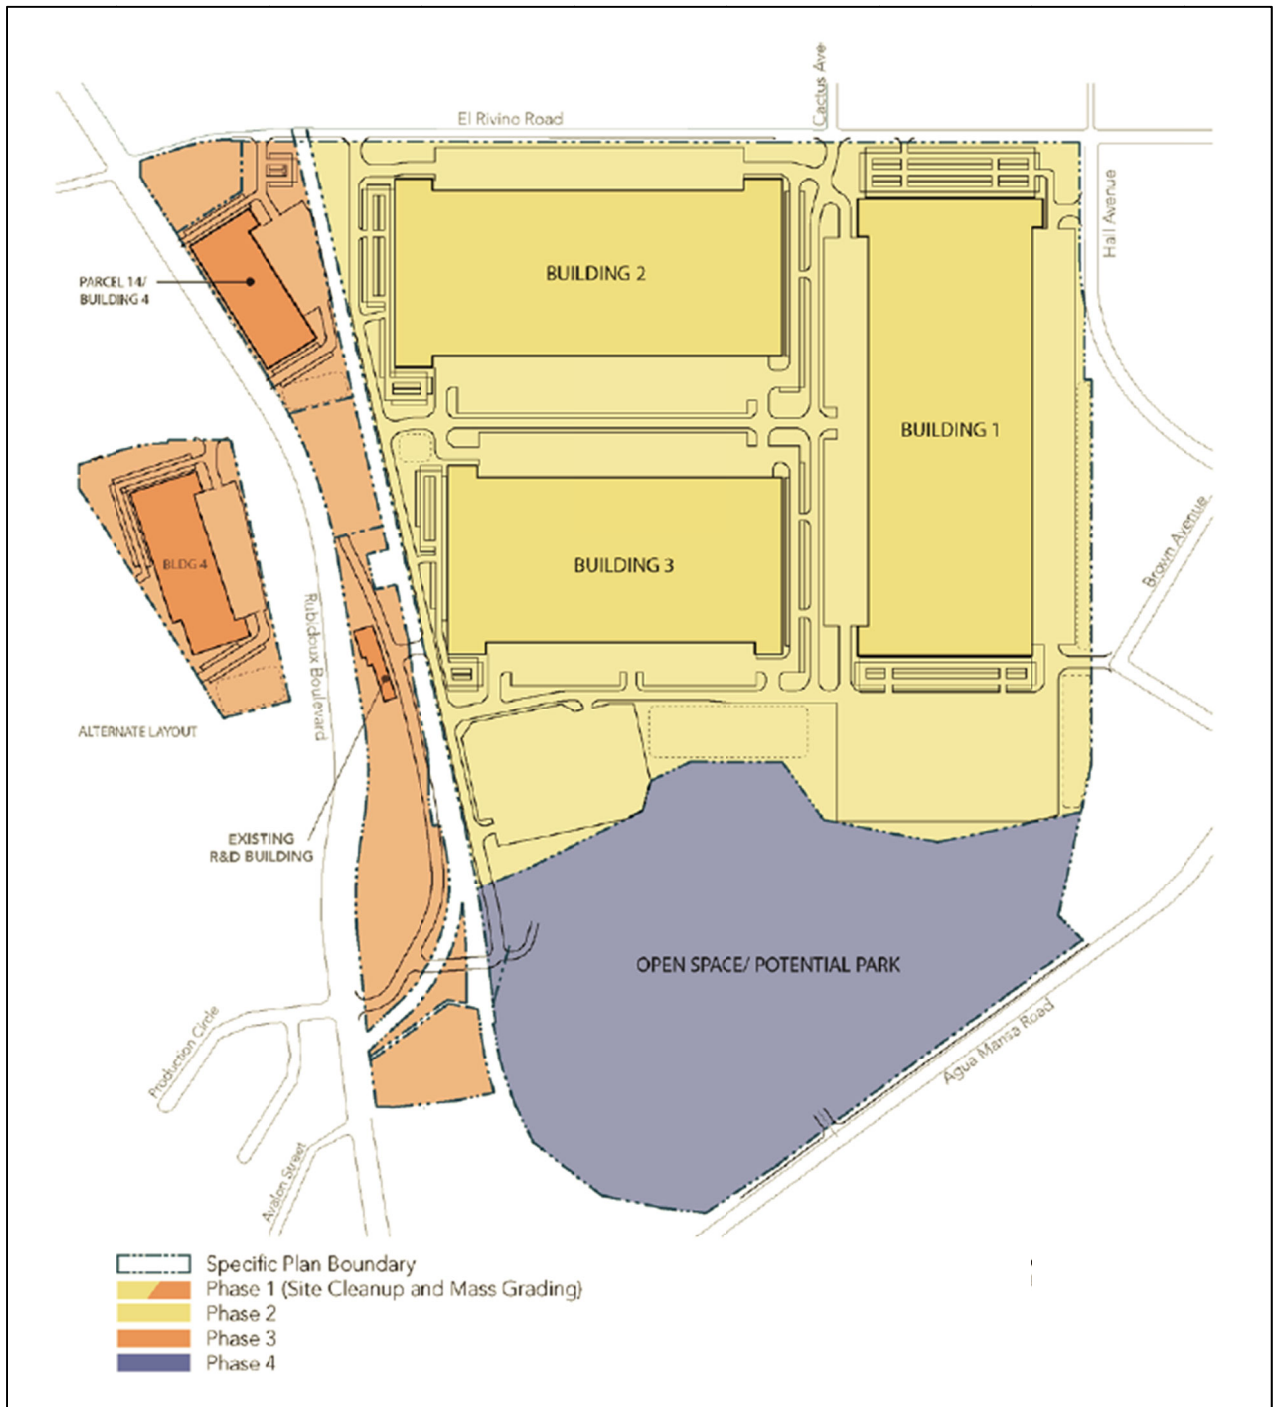 Cactus Ave
El Rivino Road
Hall Avenue
BUILDING 2
PARCEL 14/
BUILDING 4
BUILDING 1
Brown Avenue
BUILDING 3
BLDG 4
Rubidoux Boulevard
ALTERNATE LAYOUT
EXISTING
R&D BUILDING
OPEN SPACE/ POTENTIAL PARK
Production Circle
Agua Mansa Road
Avalon Street
Specific Plan Boundary
Phase 1 (Site Cleanup and Mass Grading)
Phase 2
Phase 3
Phase 4